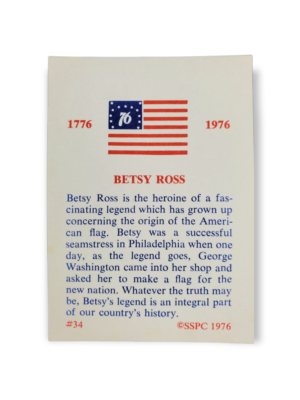 1776 76 1976
BETSY ROSS
Betsy Ross is the heroine of a fas-
cinating legend which has grown up
concerning the origin of the Ameri-
can flag. Betsy was a successful
seamstress in Philadelphia when one
day, as the legend goes, George
Washington came into her shop and
asked her to make a flag for the
new nation. Whatever the truth may
be, Betsy's legend is an integral part
of our country's history.
#34 ©SSPC 1976